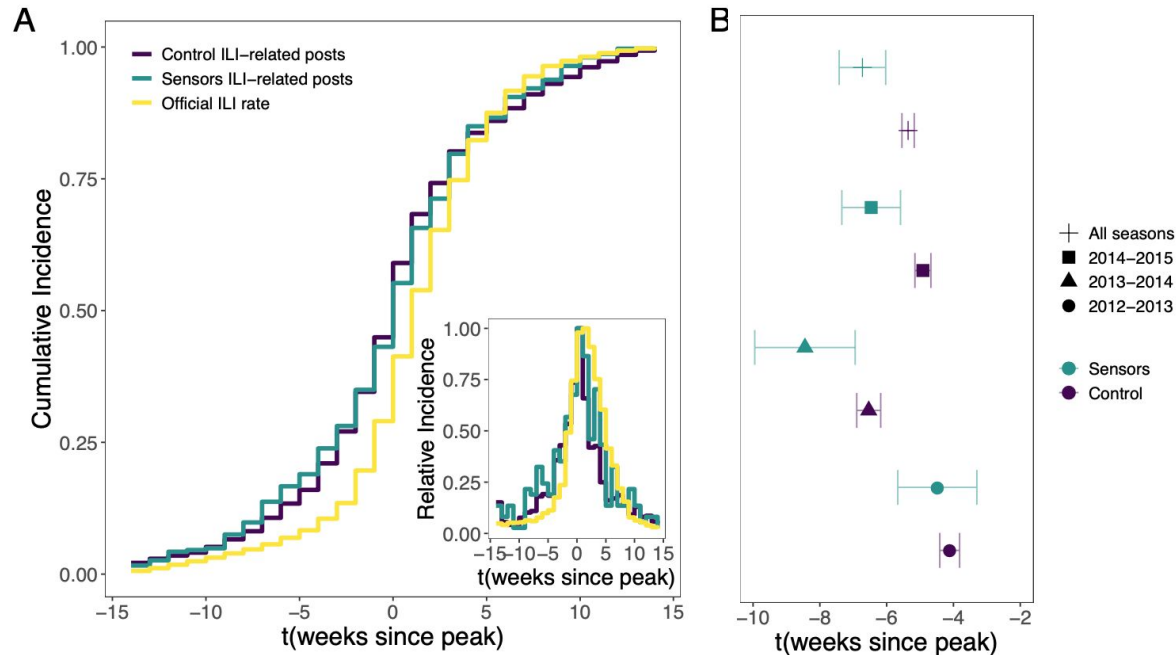 A
Control ILI−related posts
Sensors ILI−related posts
Official ILI rate
Cumulative Incidence
1.00
0.75
0.50
0.25
0.00
−15 −10 −5 0 5 10 15
t(weeks since peak)
Relative Incidence
1.00
0.75
0.50
0.25
0.00
−15 −10 −5 0 5 10 15
t(weeks since peak)
B
−10 −8 −6 −4 −2
t(weeks since peak)
All seasons
2014−2015
2013−2014
2012−2013
Sensors
Control